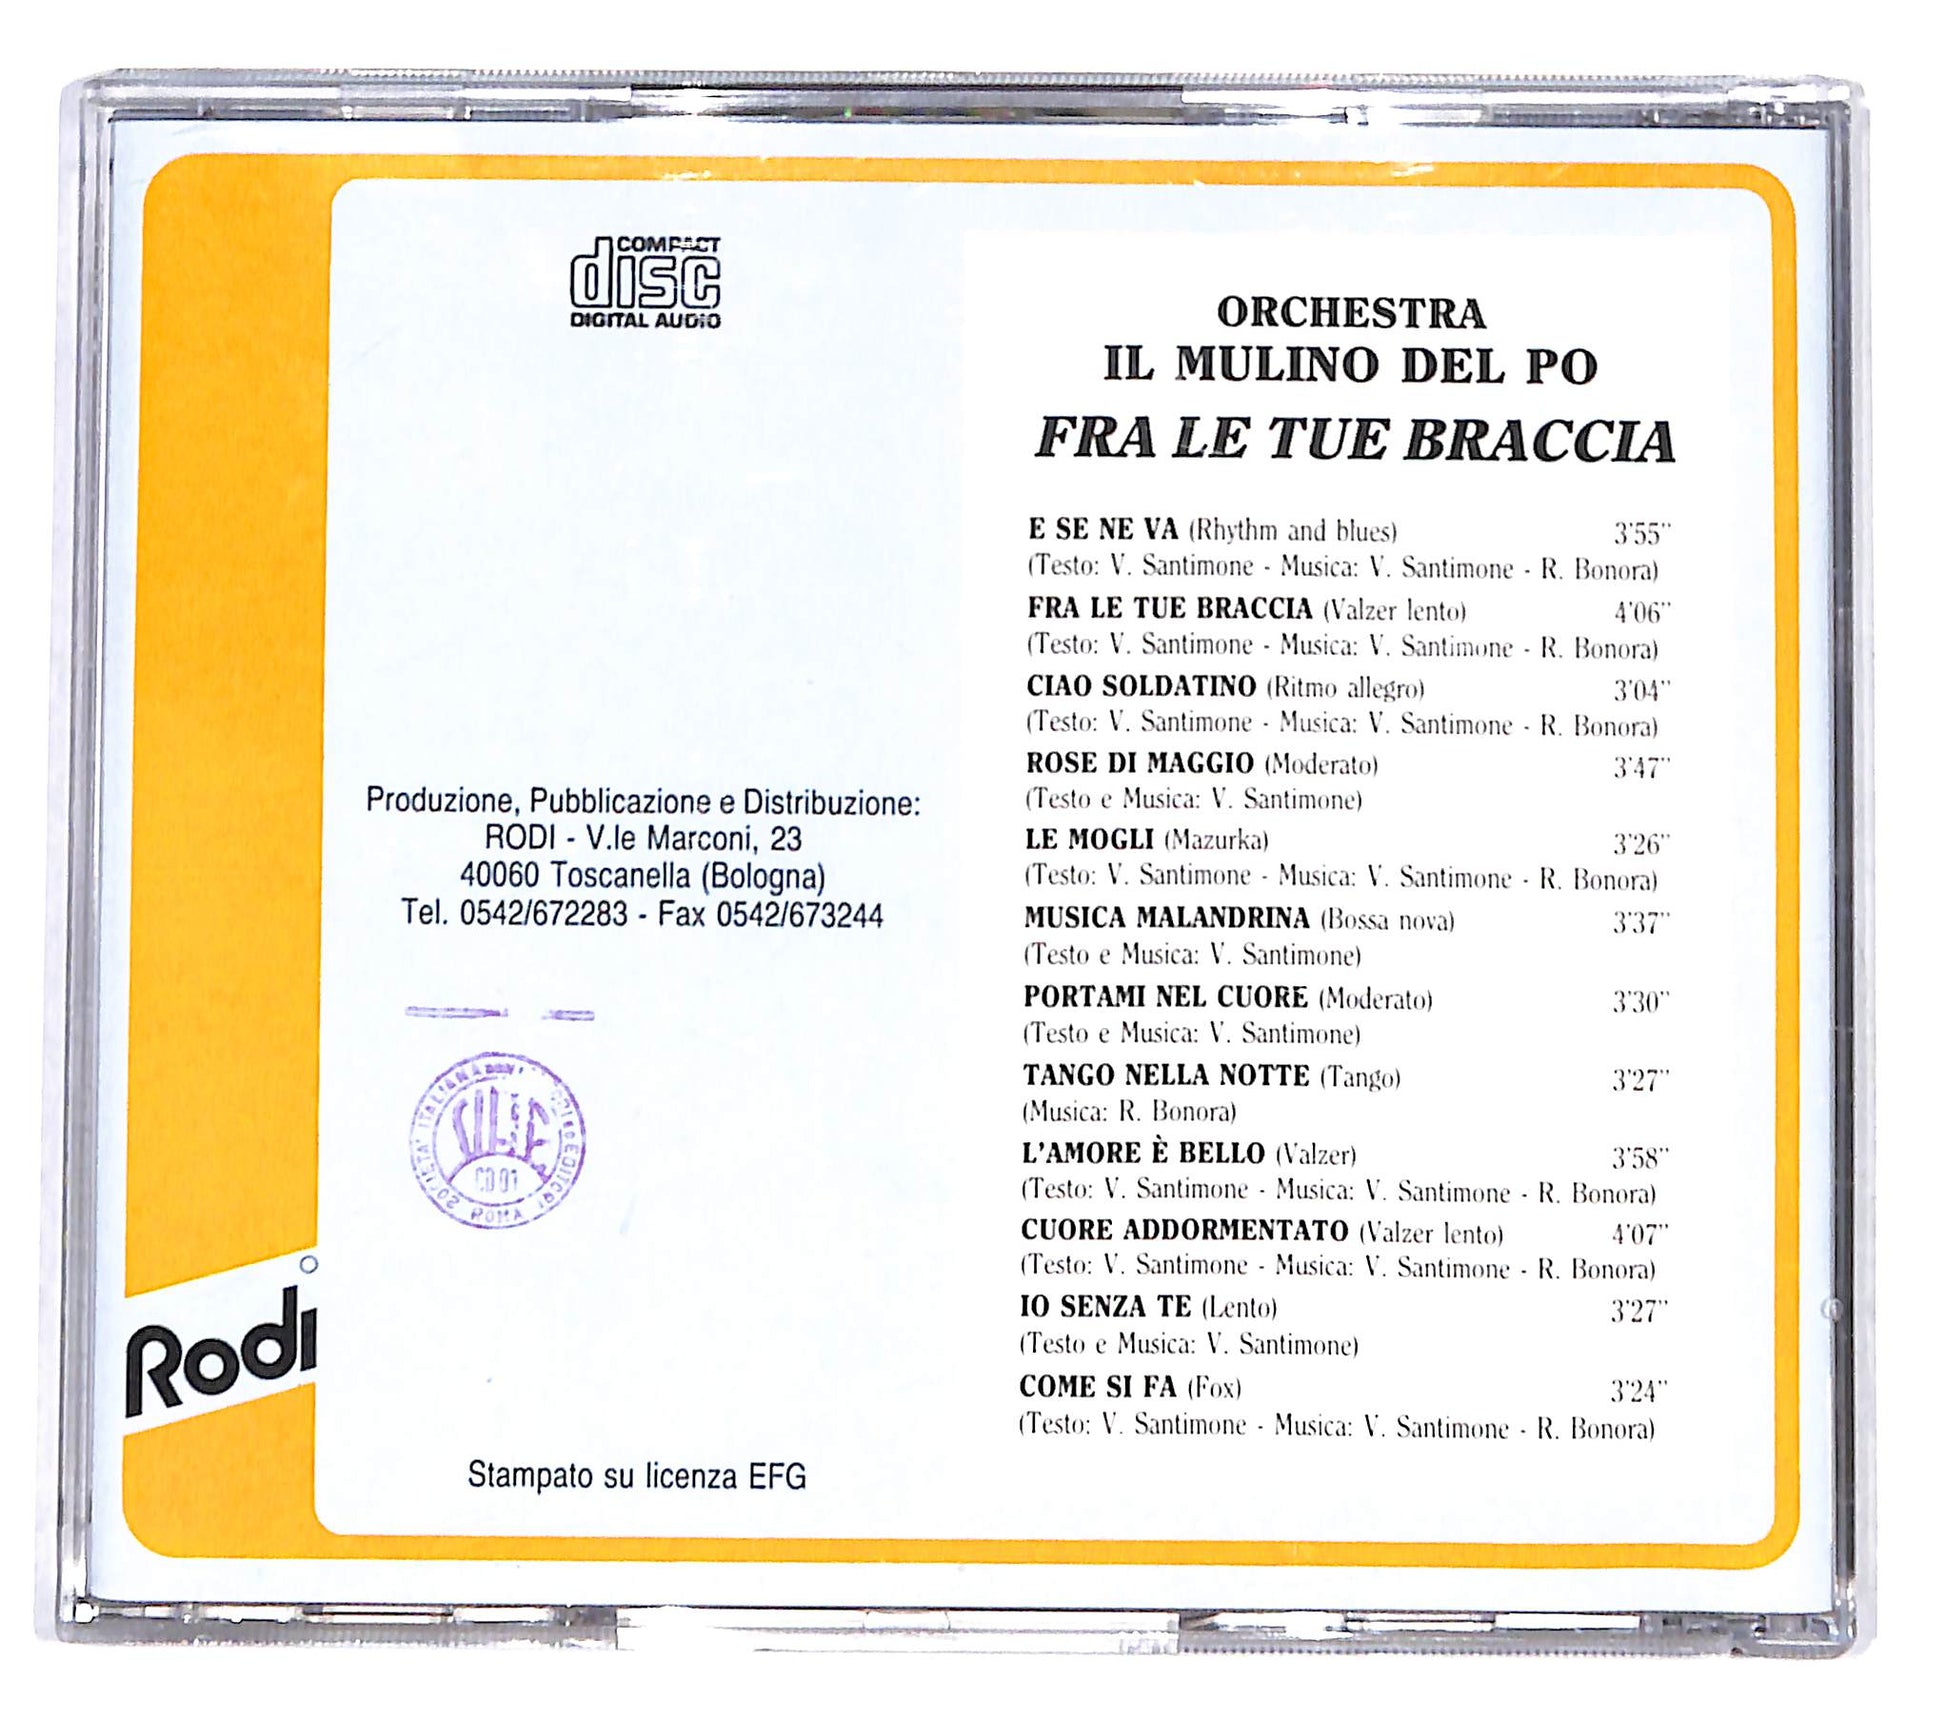 COMPACT
disc
DIGITAL AUDIO
Produzione, Pubblicazione e Distribuzione:
RODI - V.le Marconi, 23
40060 Toscanella (Bologna)
Tel. 0542/672283 - Fax 0542/673244
SOCIETA' ITALIANA
EDITORI
ROMA
Rodi
Stampato su licenza EFG
ORCHESTRA
IL MULINO DEL PO
FRA LE TUE BRACCIA
E SE NE VA (Rhythm and blues) 3'55"
(Testo: V. Santimone - Musica: V. Santimone - R. Bonora)
FRA LE TUE BRACCIA (Valzer lento) 4'06"
(Testo: V. Santimone - Musica: V. Santimone - R. Bonora)
CIAO SOLDATINO (Ritmo allegro) 3'04"
(Testo: V. Santimone - Musica: V. Santimone - R. Bonora)
ROSE DI MAGGIO (Moderato) 3'47"
(Testo e Musica: V. Santimone)
LE MOGLI (Mazurka) 3'26"
(Testo: V. Santimone - Musica: V. Santimone - R. Bonora)
MUSICA MALANDRINA (Bossa nova) 3'37"
(Testo e Musica: V. Santimone)
PORTAMI NEL CUORE (Moderato) 3'30"
(Testo e Musica: V. Santimone)
TANGO NELLA NOTTE (Tango) 3'27"
(Musica: R. Bonora)
L'AMORE È BELLO (Valzer) 3'58"
(Testo: V. Santimone - Musica: V. Santimone - R. Bonora)
CUORE ADDORMENTATO (Valzer lento) 4'07"
(Testo: V. Santimone - Musica: V. Santimone - R. Bonora)
IO SENZA TE (Lento) 3'27"
(Testo e Musica: V. Santimone)
COME SI FA (Fox) 3'24"
(Testo: V. Santimone - Musica: V. Santimone - R. Bonora)